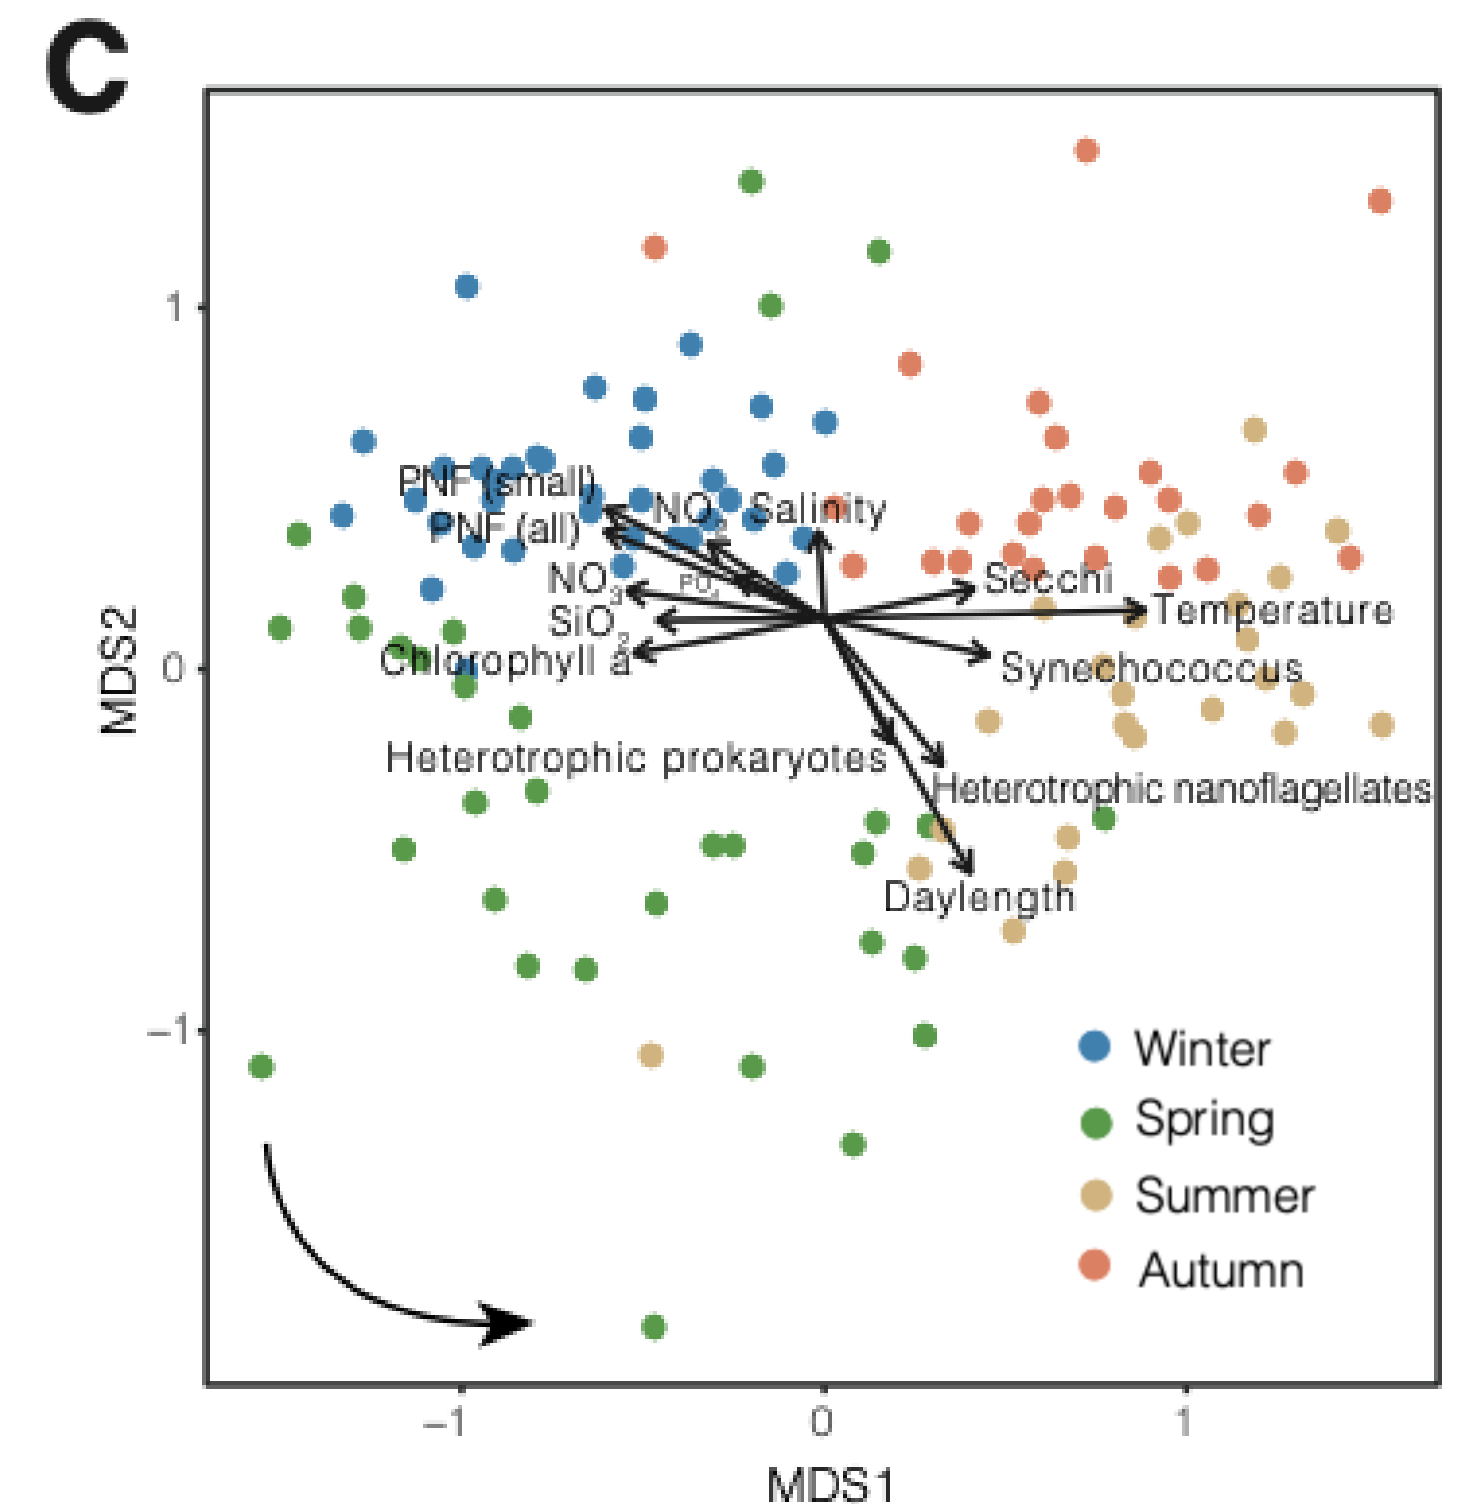 C
1
PNF (small)
NO2
Salinity
PNF (all)
NO3
PO4
Secchi
SiO2
Temperature
Chlorophyll a
Synechococcus
0
MDS2
Heterotrophic prokaryotes
Heterotrophic nanoflagellates
Daylength
−1
Winter
Spring
Summer
Autumn
−1
0
1
MDS1